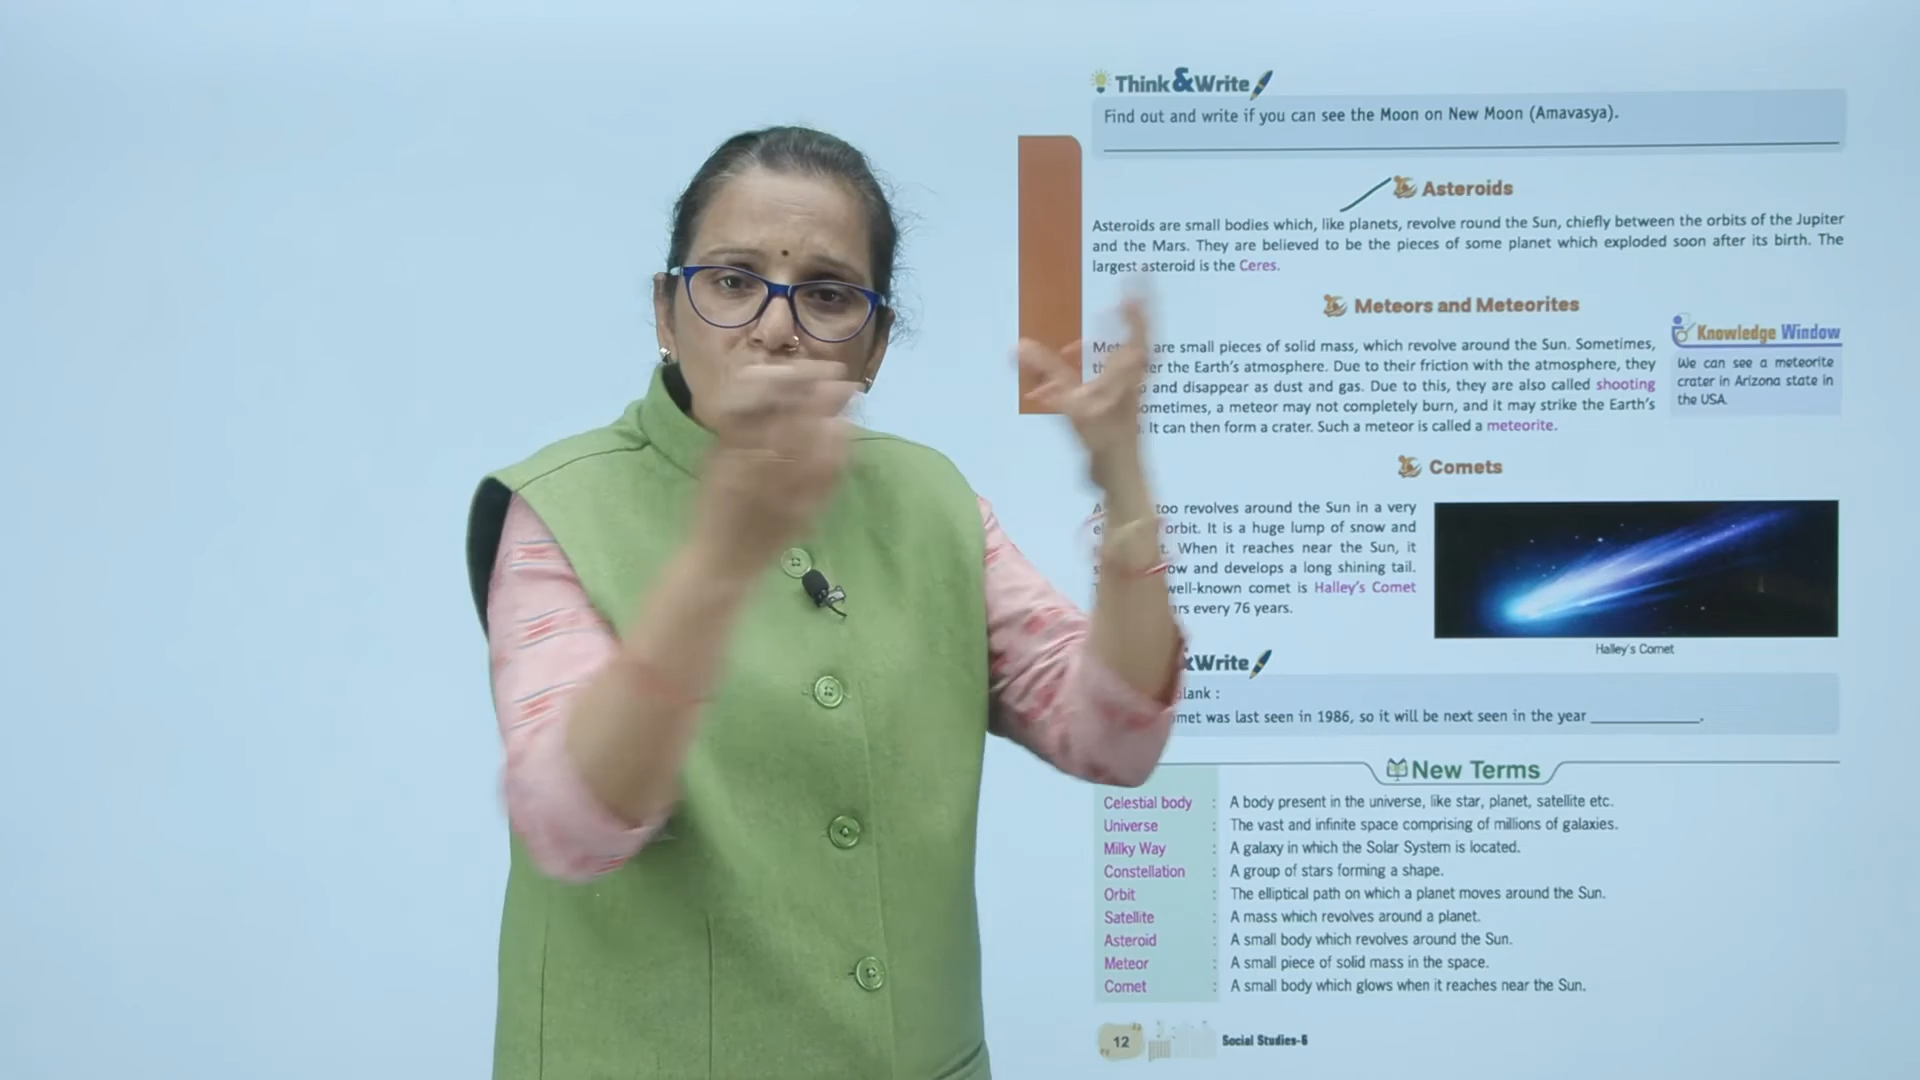 Think & Write
Find out and write if you can see the Moon on New Moon (Amavasya).
Asteroids
Asteroids are small bodies which, like planets, revolve round the Sun, chiefly between the orbits of the Jupiter
and the Mars. They are believed to be the pieces of some planet which exploded soon after its birth. The
largest asteroid is the Ceres.
Meteors and Meteorites
are small pieces of solid mass, which revolve around the Sun. Sometimes,
the Earth's atmosphere. Due to their friction with the atmosphere, they
and disappear as dust and gas. Due to this, they are also called shooting
ometimes, a meteor may not completely burn, and it may strike the Earth's
It can then form a crater. Such a meteor is called a meteorite.
Knowledge Window
We can see a meteorite
crater in Arizona state in
the USA.
Comets
too revolves around the Sun in a very
orbit. It is a huge lump of snow and
When it reaches near the Sun, it
and develops a long shining tail.
well-known comet is Halley's Comet
every 76 years.
Halley's Comet
Write
lank :
met was last seen in 1986, so it will be next seen in the year ____________.
New Terms
Celestial body : A body present in the universe, like star, planet, satellite etc.
Universe : The vast and infinite space comprising of millions of galaxies.
Milky Way : A galaxy in which the Solar System is located.
Constellation : A group of stars forming a shape.
Orbit : The elliptical path on which a planet moves around the Sun.
Satellite : A mass which revolves around a planet.
Asteroid : A small body which revolves around the Sun.
Meteor : A small piece of solid mass in the space.
Comet : A small body which glows when it reaches near the Sun.
12 Social Studies-6